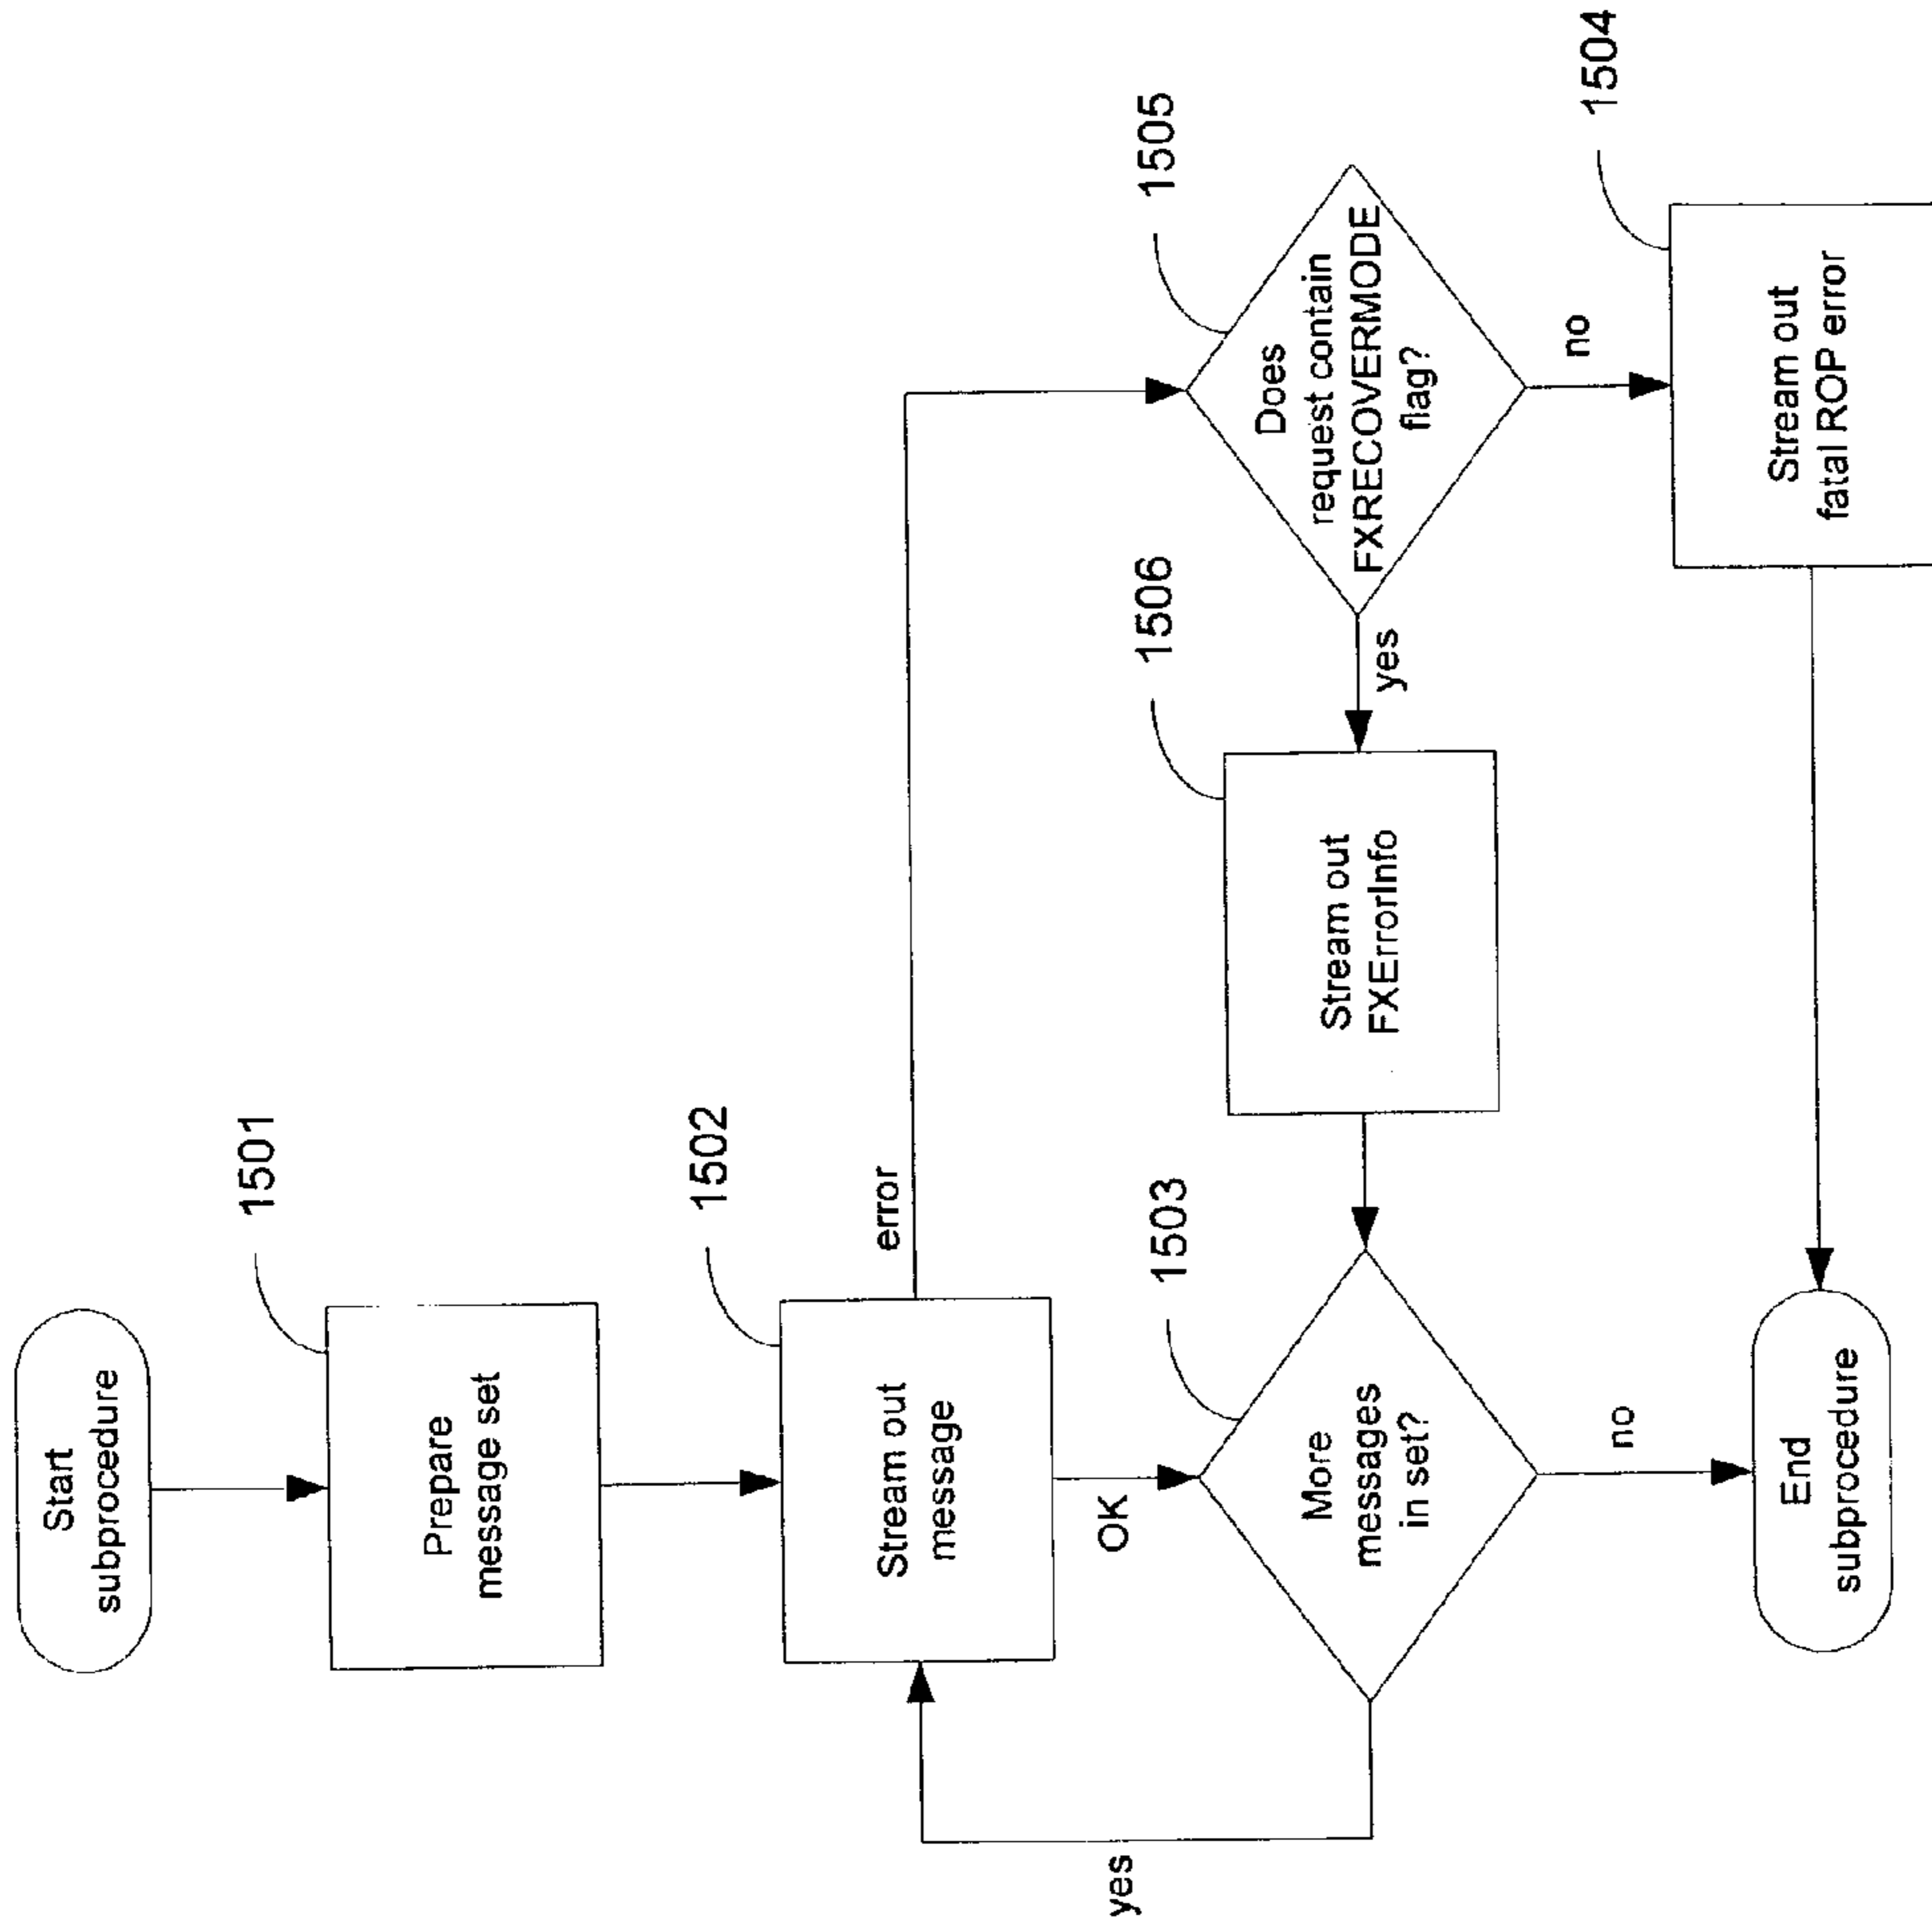 Start
subprocedure
1501
Prepare
message set
1502
Stream out
message
error
OK
1503
More
messages
in set?
yes
no
End
subprocedure
1506
Stream out
FXErrorInfo
yes
1505
Does
request contain
FXRECOVERMODE
flag?
no
1504
Stream out
fatal ROP error